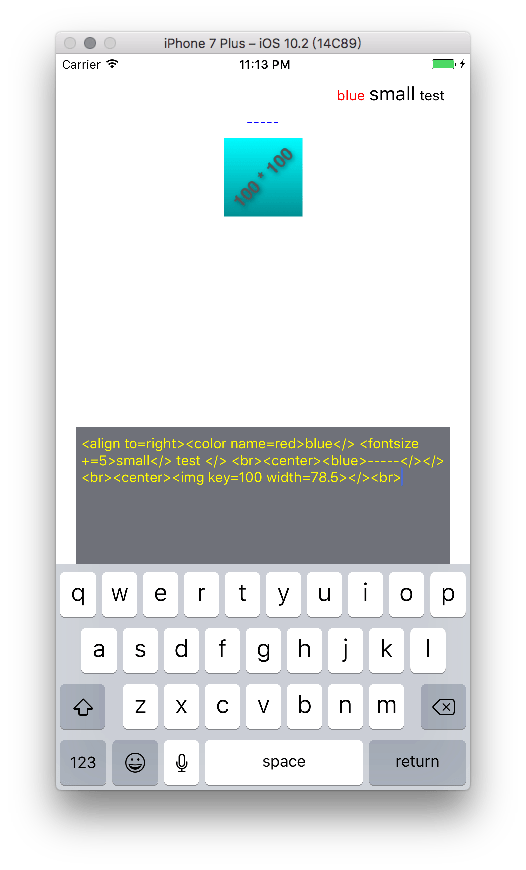 iPhone 7 Plus – iOS 10.2 (14C89)
Carrier 11:13 PM
blue small test
-----
100 * 100
<align to=right><color name=red>blue</> <fontsize
+=5>small</> test </> <br><center><blue>-----</></>
<br><center><img key=100 width=78.5></><br>
q w e r t y u i o p
a s d f g h j k l
z x c v b n m
123 space return